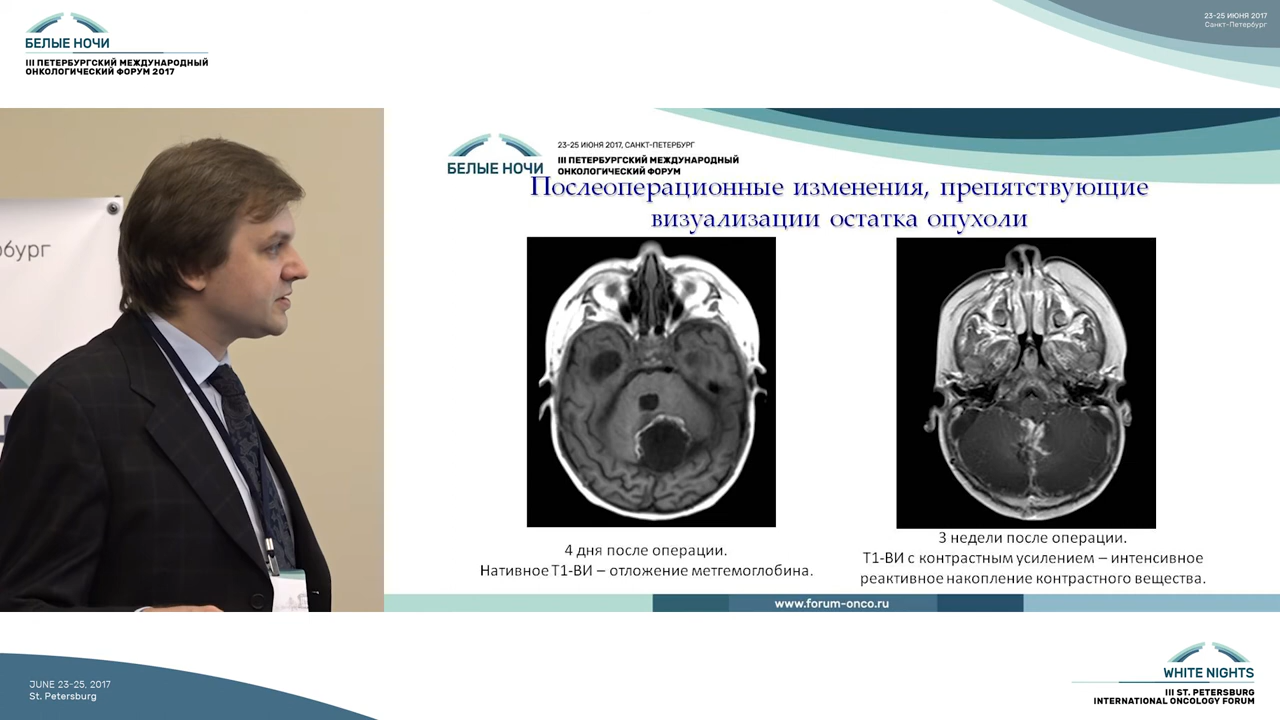 БЕЛЫЕ НОЧИ
III ПЕТЕРБУРГСКИЙ МЕЖДУНАРОДНЫЙ
ОНКОЛОГИЧЕСКИЙ ФОРУМ 2017
23-25 ИЮНЯ 2017
Санкт-Петербург
рбург
БЕЛЫЕ НОЧИ
23-25 ИЮНЯ 2017, САНКТ-ПЕТЕРБУРГ
III ПЕТЕРБУРГСКИЙ МЕЖДУНАРОДНЫЙ
ОНКОЛОГИЧЕСКИЙ ФОРУМ
Послеоперационные изменения, препятствующие
визуализации остатка опухоли
4 дня после операции.
Нативное Т1-ВИ – отложение метгемоглобина.
3 недели после операции.
Т1-ВИ с контрастным усилением – интенсивное
реактивное накопление контрастного вещества.
www.forum-onco.ru
JUNE 23-25, 2017
St. Petersburg
WHITE NIGHTS
III ST. PETERSBURG
INTERNATIONAL ONCOLOGY FORUM